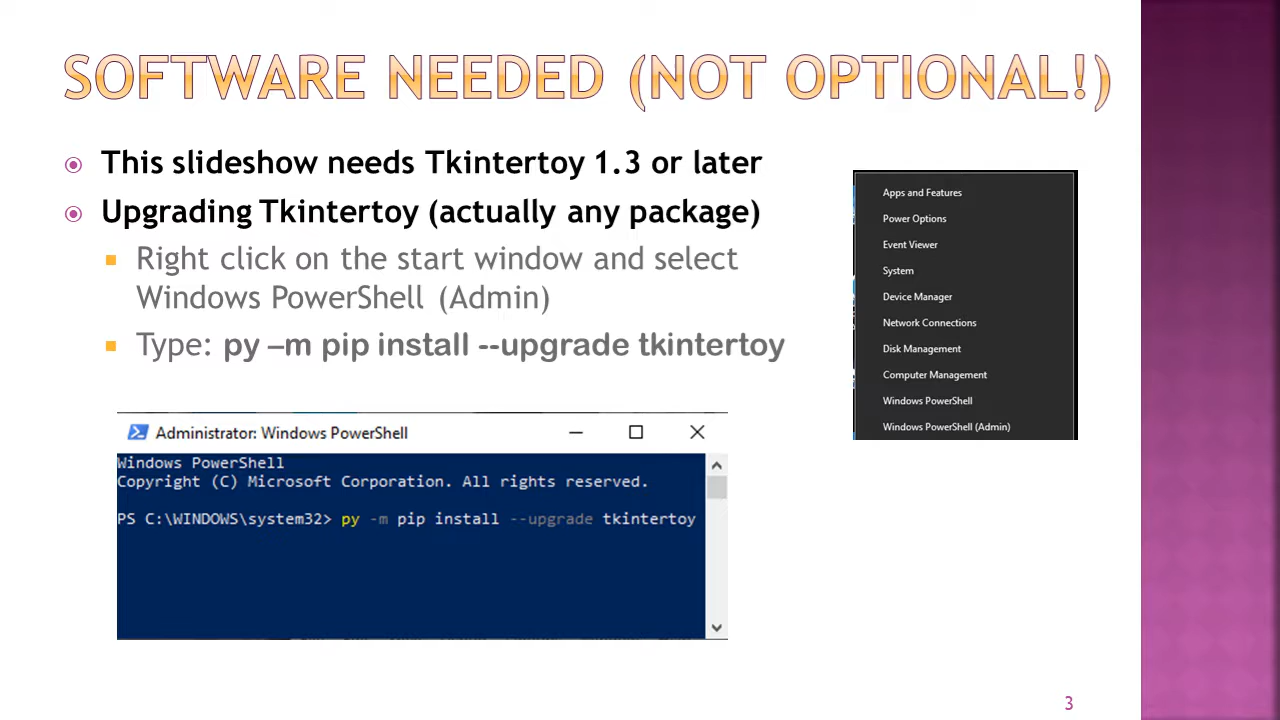 SOFTWARE NEEDED (NOT OPTIONAL!)
This slideshow needs Tkintertoy 1.3 or later
Upgrading Tkintertoy (actually any package)
Right click on the start window and select
Windows PowerShell (Admin)
Type: py –m pip install --upgrade tkintertoy
Apps and Features
Power Options
Event Viewer
System
Device Manager
Network Connections
Disk Management
Computer Management
Windows PowerShell
Windows PowerShell (Admin)
Administrator: Windows PowerShell
Windows PowerShell
Copyright (C) Microsoft Corporation. All rights reserved.
PS C:\WINDOWS\system32> py -m pip install --upgrade tkintertoy
3